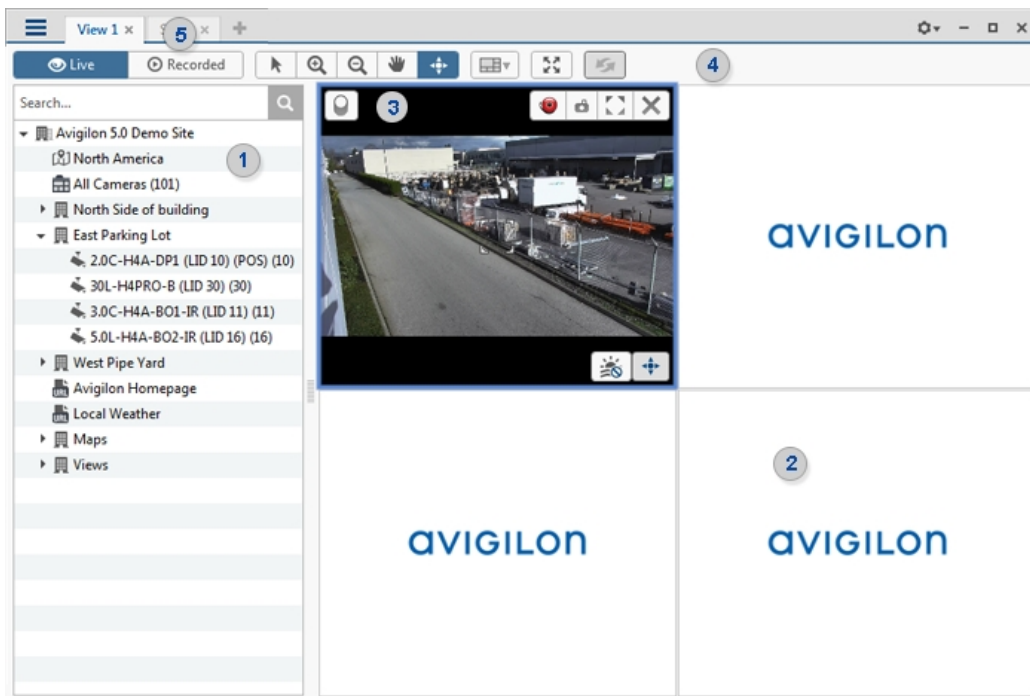 View 1
5
Live
Recorded
4
Search...
3
Avigilon 5.0 Demo Site
1
North America
All Cameras (101)
North Side of building
East Parking Lot
AVIGILON
2.0C-H4A-DP1 (LID 10) (POS) (10)
30L-H4PRO-B (LID 30) (30)
3.0C-H4A-BO1-IR (LID 11) (11)
5.0L-H4A-BO2-IR (LID 16) (16)
West Pipe Yard
Avigilon Homepage
Local Weather
Maps
Views
2
AVIGILON
AVIGILON